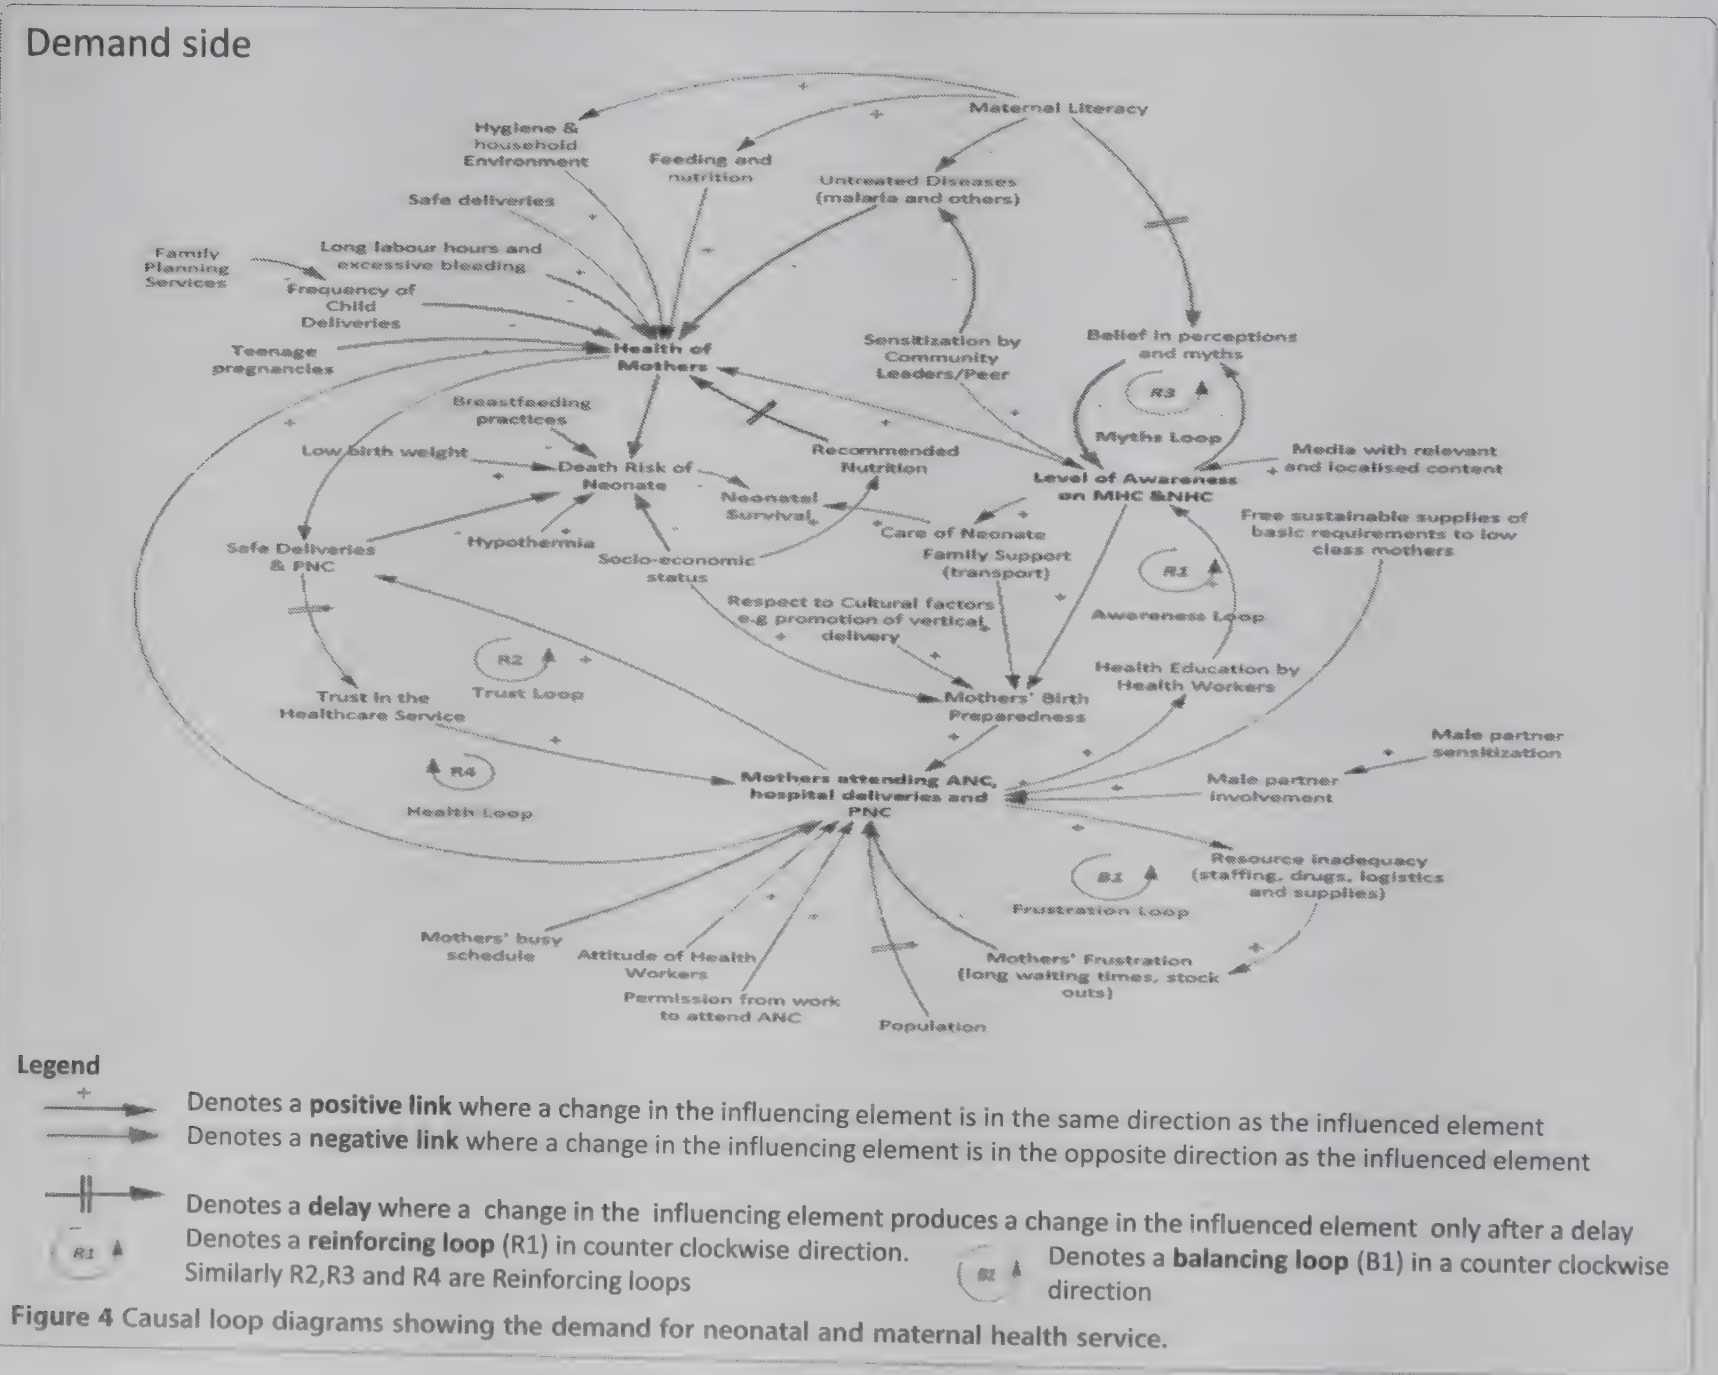 Demand side
Maternal Literacy
Hygiene &
household
Environment
Feeding and
nutrition
Untreated Diseases
(malaria and others)
Safe deliveries
Family
Planning
Services
Long labour hours and
excessive bleeding
Frequency of
Child
Deliveries
Teenage
pregnancies
Health of
Mothers
Sensitization by
Community
Leaders/Peer
Belief in perceptions
and myths
R3
Myths Loop
Breastfeeding
practices
Low birth weight
Death Risk of
Neonate
Recommended
Nutrition
Neonatal
Survival
Level of Awareness
on MHC &NHC
Media with relevant
and localised content
Free sustainable supplies of
basic requirements to low
class mothers
Safe Deliveries
& PNC
Hypothermia
Socio-economic
status
Care of Neonate
Family Support
(transport)
R1
Awareness Loop
Respect to Cultural factors
e.g promotion of vertical
delivery
R2
Trust Loop
Health Education by
Health Workers
Trust in the
Healthcare Service
Mothers' Birth
Preparedness
R4
Health Loop
Mothers attending ANC,
hospital deliveries and
PNC
Male partner
sensitization
Male partner
involvement
Resource inadequacy
(staffing, drugs, logistics
and supplies)
B1
Frustration Loop
Mothers' busy
schedule
Attitude of Health
Workers
Permission from work
to attend ANC
Population
Mothers' Frustration
(long waiting times, stock
outs)
Legend
Denotes a positive link where a change in the influencing element is in the same direction as the influenced element
Denotes a negative link where a change in the influencing element is in the opposite direction as the influenced element
Denotes a delay where a change in the influencing element produces a change in the influenced element only after a delay
R1
Denotes a reinforcing loop (R1) in counter clockwise direction.
Similarly R2,R3 and R4 are Reinforcing loops
Denotes a balancing loop (B1) in a counter clockwise
direction
Figure 4 Causal loop diagrams showing the demand for neonatal and maternal health service.